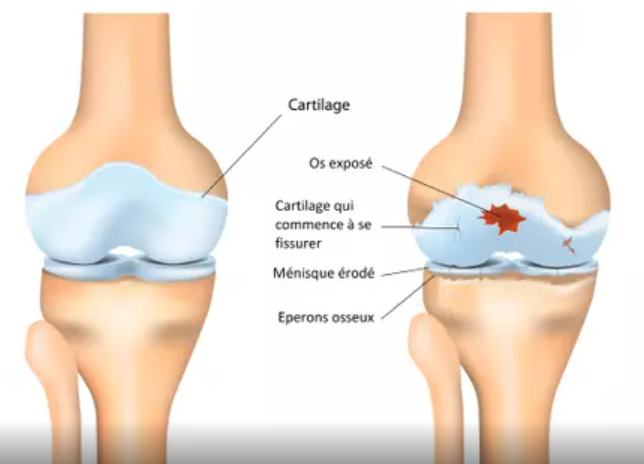 Cartilage
Os exposé
Cartilage qui
commence à se
fissurer
Ménisque érodé
Eperons osseux